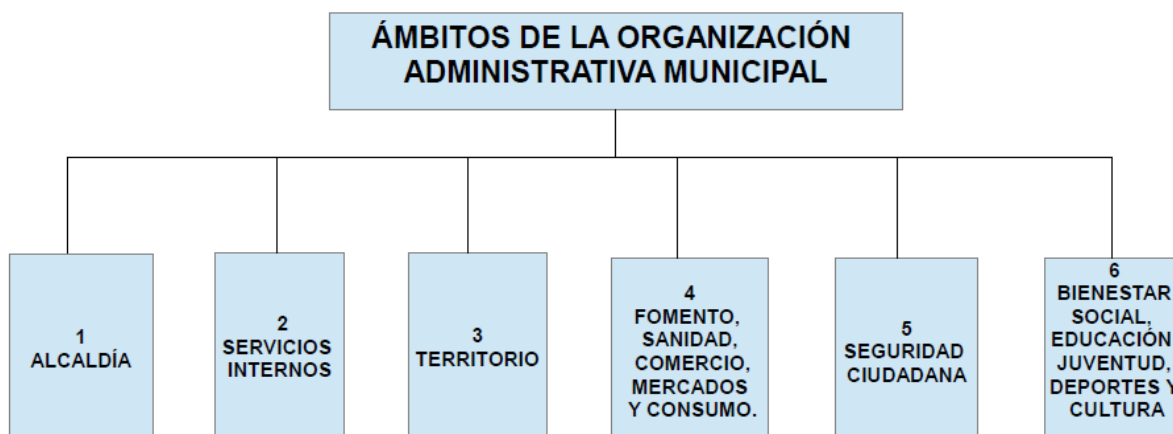 ÁMBITOS DE LA ORGANIZACIÓN
ADMINISTRATIVA MUNICIPAL
1
ALCALDÍA
2
SERVICIOS
INTERNOS
3
TERRITORIO
4
FOMENTO,
SANIDAD,
COMERCIO,
MERCADOS
Y CONSUMO.
5
SEGURIDAD
CIUDADANA
6
BIENESTAR
SOCIAL,
EDUCACIÓN
JUVENTUD,
DEPORTES Y
CULTURA